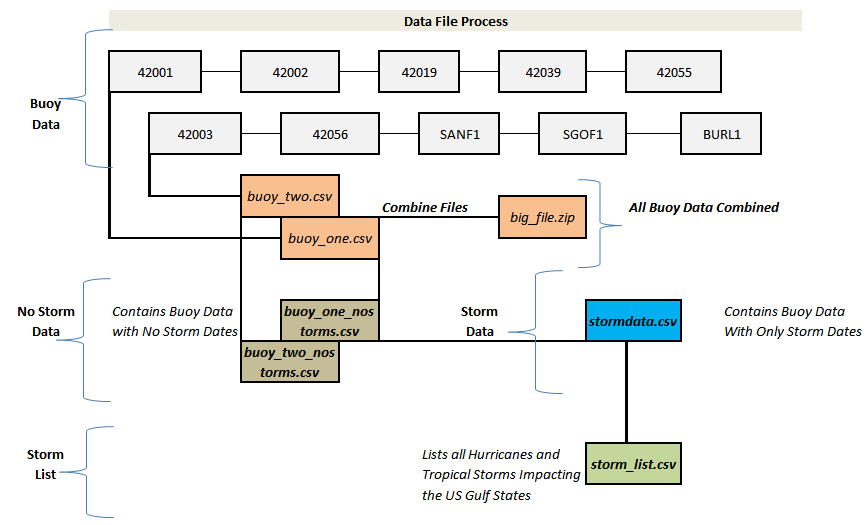 Data File Process
42001
42002
42019
42039
42055
Buoy
Data
42003
42056
SANF1
SGOF1
BURL1
buoy_two.csv
Combine Files
big_file.zip
All Buoy Data Combined
buoy_one.csv
No Storm
Data
Contains Buoy Data
with No Storm Dates
buoy_one_nos
torms.csv
buoy_two_nos
torms.csv
Storm
Data
stormdata.csv
Contains Buoy Data
With Only Storm Dates
Storm
List
Lists all Hurricanes and
Tropical Storms Impacting
the US Gulf States
storm_list.csv